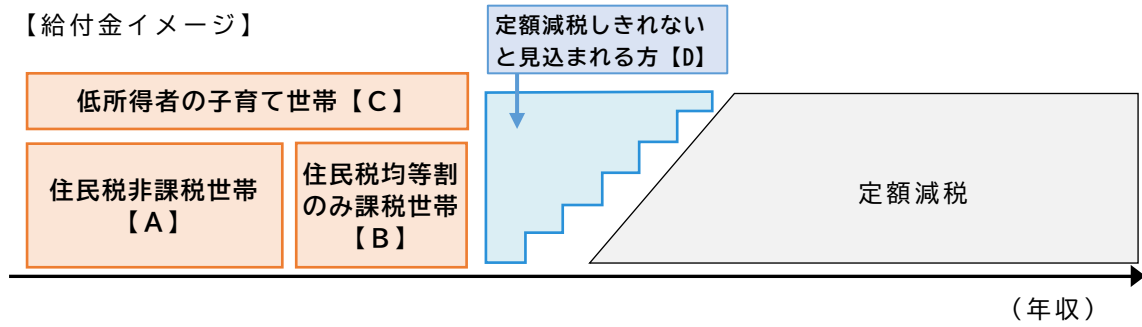 【給付金イメージ】
定額減税しきれない
と見込まれる方【D】
低所得者の子育て世帯【C】
住民税非課税世帯
【A】
住民税均等割
のみ課税世帯
【B】
定額減税
（年収）